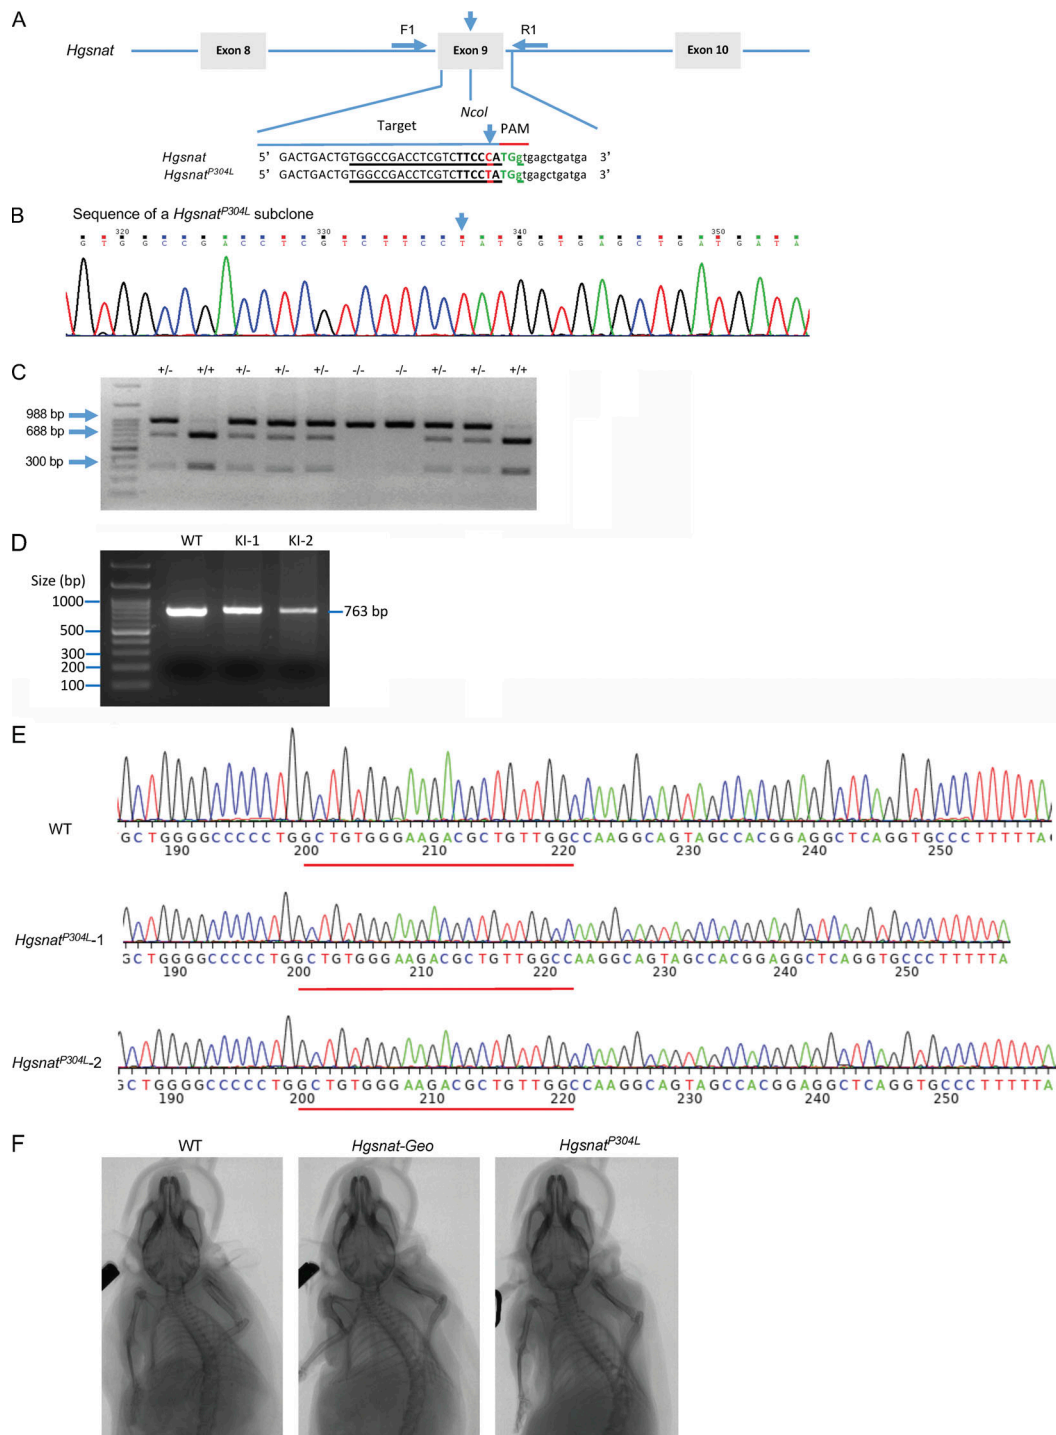 A
Hgsnat
Exon 8
F1
Exon 9
R1
Exon 10
NcoI
Target
PAM
Hgsnat 5' GACTGACTGTGGCCGACCTCGTCTTCCCATGgtgagctgatga 3'
HgsnatP304L 5' GACTGACTGTGGCCGACCTCGTCTTCCTATGgtgagctgatga 3'
B
Sequence of a HgsnatP304L subclone
320 330 340 350
G T G G C C G A C C T C G T C T T C C T A T G G T G A G C T G A T G A T A
C
+/- +/+ +/- +/- +/- -/- -/- +/- +/- +/+
988 bp
688 bp
300 bp
D
WT KI-1 KI-2
Size (bp)
1000
500
300
200
100
763 bp
E
WT
GCTGGGGGCCCCCTGGCTGTGGGAAGACGCTGTTGGCCAAGGCAGTAGCCACGGAGGCTCAGGTGCCCTTTTTA
190 200 210 220 230 240 250
HgsnatP304L-1
GCTGGGGCCCCCTGGCTGTGGGAAGACGCTGTTGGCCAAGGCAGTAGCCACGGAGGCTCAGGTGCCCTTTTTA
190 200 210 220 230 240 250
HgsnatP304L-2
GCTGGGGCCCCCTGGCTGTGGGAAGACGCTGTTGGCCAAGGCAGTAGCCACGGAGGCTCAGGTGCCCTTTTTA
190 200 210 220 230 240 250
F
WT
Hgsnat-Geo
HgsnatP304L